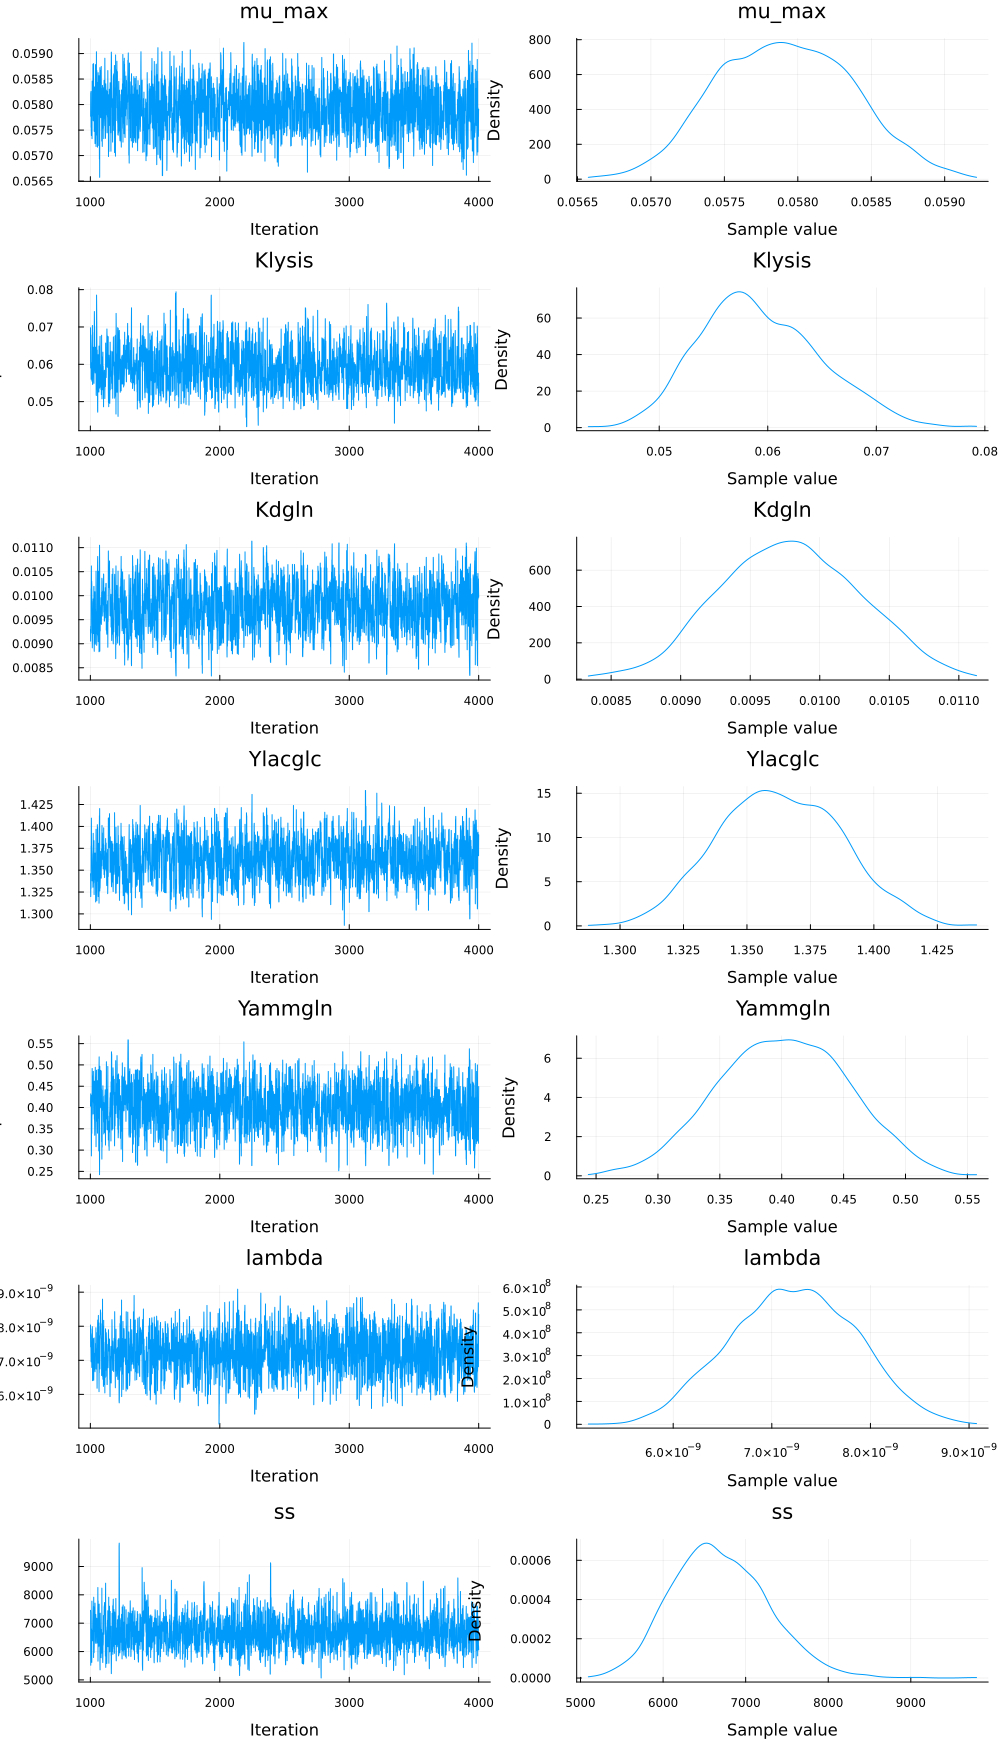 mu_max mu_max
0.0590
0.0585
0.0580
0.0575
0.0570
0.0565
1000 2000 3000 4000
Iteration
Density
800
600
400
200
0
0.0565 0.0570 0.0575 0.0580 0.0585 0.0590
Sample value
Klysis Klysis
0.08
0.07
0.06
0.05
1000 2000 3000 4000
Iteration
Density
60
40
20
0
0.05 0.06 0.07 0.08
Sample value
Kdgln Kdgln
0.0110
0.0105
0.0100
0.0095
0.0090
0.0085
1000 2000 3000 4000
Iteration
Density
600
400
200
0
0.0085 0.0090 0.0095 0.0100 0.0105 0.0110
Sample value
Ylacglc Ylacglc
1.425
1.400
1.375
1.350
1.325
1.300
1000 2000 3000 4000
Iteration
Density
15
10
5
0
1.300 1.325 1.350 1.375 1.400 1.425
Sample value
Yammgln Yammgln
0.55
0.50
0.45
0.40
0.35
0.30
0.25
1000 2000 3000 4000
Iteration
Density
6
4
2
0
0.25 0.30 0.35 0.40 0.45 0.50 0.55
Sample value
lambda lambda
9.0×10⁻⁹
8.0×10⁻⁹
7.0×10⁻⁹
6.0×10⁻⁹
1000 2000 3000 4000
Iteration
Density
6.0×10⁸
5.0×10⁸
4.0×10⁸
3.0×10⁸
2.0×10⁸
1.0×10⁸
0
6.0×10⁻⁹ 7.0×10⁻⁹ 8.0×10⁻⁹ 9.0×10⁻⁹
Sample value
ss ss
9000
8000
7000
6000
5000
1000 2000 3000 4000
Iteration
Density
0.0006
0.0004
0.0002
0.0000
5000 6000 7000 8000 9000
Sample value